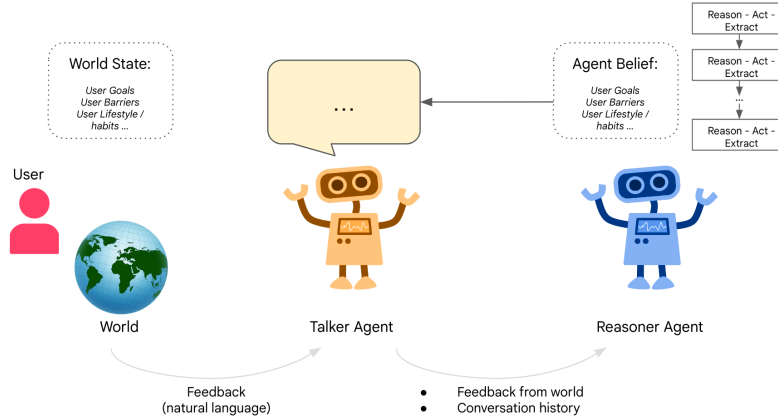 World State:
User Goals
User Barriers
User Lifestyle /
habits ...
...
Agent Belief:
User Goals
User Barriers
User Lifestyle /
habits ...
Reason - Act -
Extract
Reason - Act -
Extract
...
Reason - Act -
Extract
User
World
Talker Agent
Reasoner Agent
Feedback
(natural language)
● Feedback from world
● Conversation history